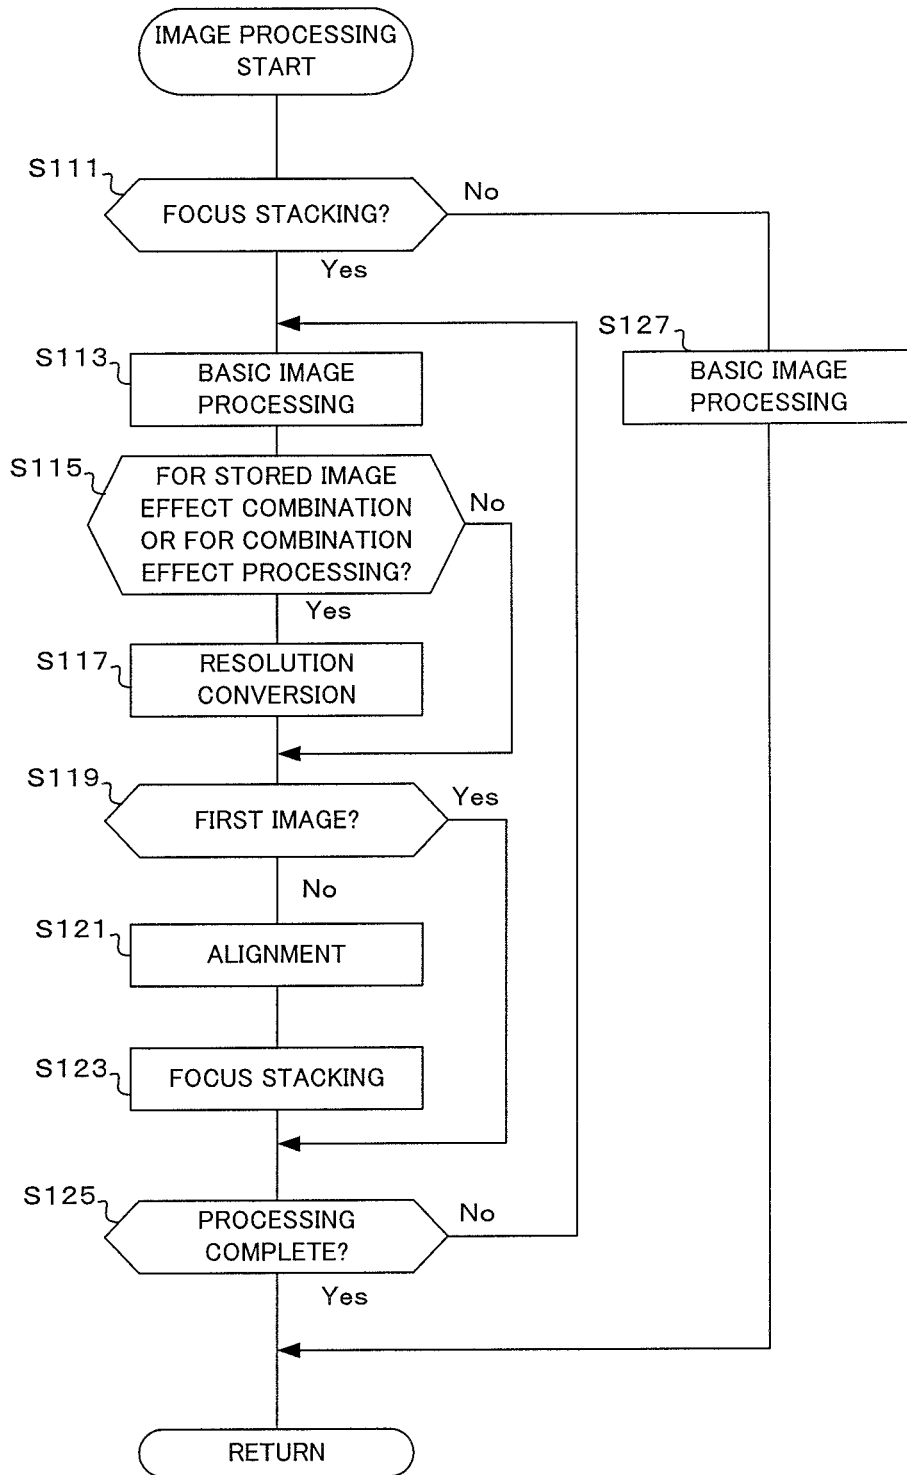 IMAGE PROCESSING
START
S111
FOCUS STACKING?
No
Yes
S127
BASIC IMAGE
PROCESSING
S113
BASIC IMAGE
PROCESSING
S115
FOR STORED IMAGE
EFFECT COMBINATION
OR FOR COMBINATION
EFFECT PROCESSING?
No
Yes
S117
RESOLUTION
CONVERSION
S119
FIRST IMAGE?
Yes
No
S121
ALIGNMENT
S123
FOCUS STACKING
S125
PROCESSING
COMPLETE?
No
Yes
RETURN